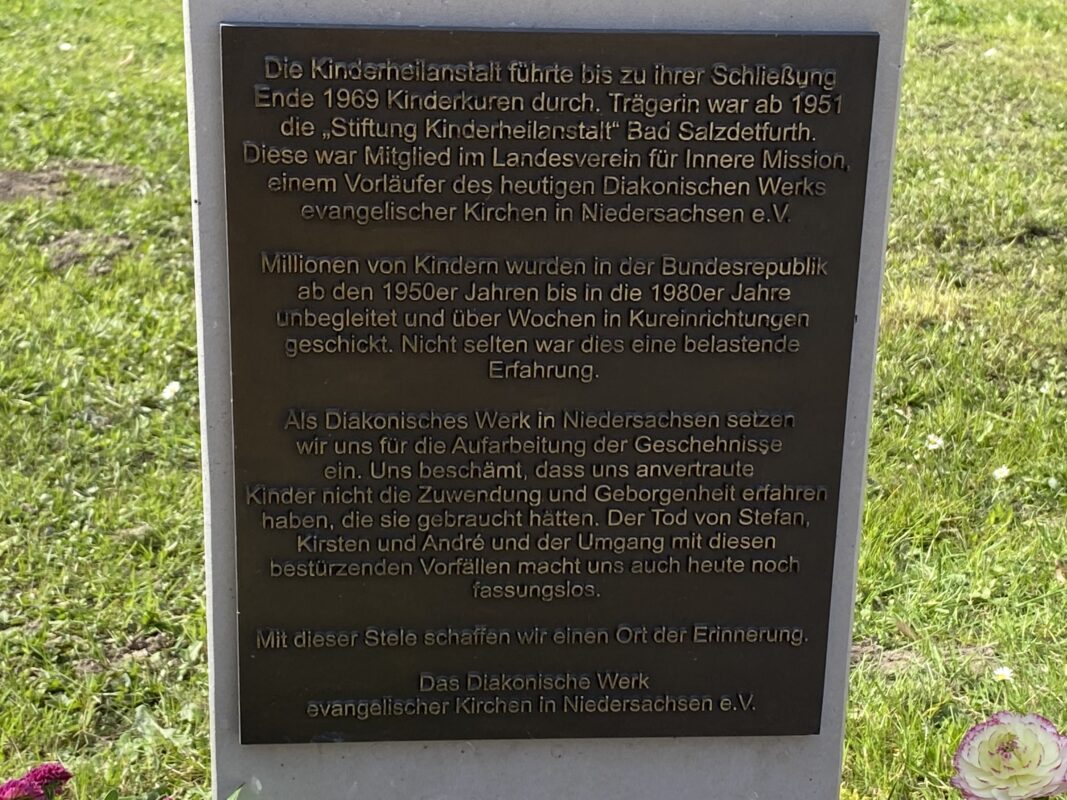 Die Kinderheilanstalt führte bis zu ihrer Schließung
Ende 1969 Kinderkuren durch. Trägerin war ab 1951
die „Stiftung Kinderheilanstalt“ Bad Salzdetfurth.
Diese war Mitglied im Landesverein für Innere Mission,
einem Vorläufer des heutigen Diakonischen Werks
evangelischer Kirchen in Niedersachsen e.V.
Millionen von Kindern wurden in der Bundesrepublik
ab den 1950er Jahren bis in die 1980er Jahre
unbegleitet und über Wochen in Kureinrichtungen
geschickt. Nicht selten war dies eine belastende
Erfahrung.
Als Diakonisches Werk in Niedersachsen setzen
wir uns für die Aufarbeitung der Geschehnisse
ein. Uns beschämt, dass uns anvertraute
Kinder nicht die Zuwendung und Geborgenheit erfahren
haben, die sie gebraucht hätten. Der Tod von Stefan,
Kirsten und André und der Umgang mit diesen
bestürzenden Vorfällen macht uns auch heute noch
fassungslos.
Mit dieser Stele schaffen wir einen Ort der Erinnerung.
Das Diakonische Werk
evangelischer Kirchen in Niedersachsen e.V.